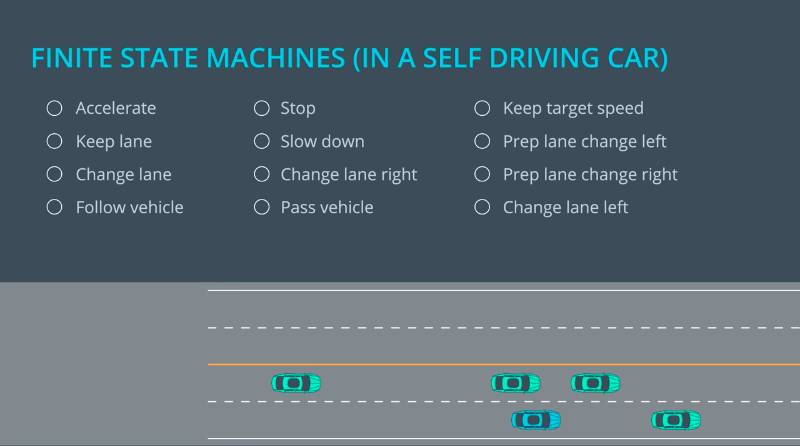 FINITE STATE MACHINES (IN A SELF DRIVING CAR)
Accelerate
Keep lane
Change lane
Follow vehicle
Stop
Slow down
Change lane right
Pass vehicle
Keep target speed
Prep lane change left
Prep lane change right
Change lane left